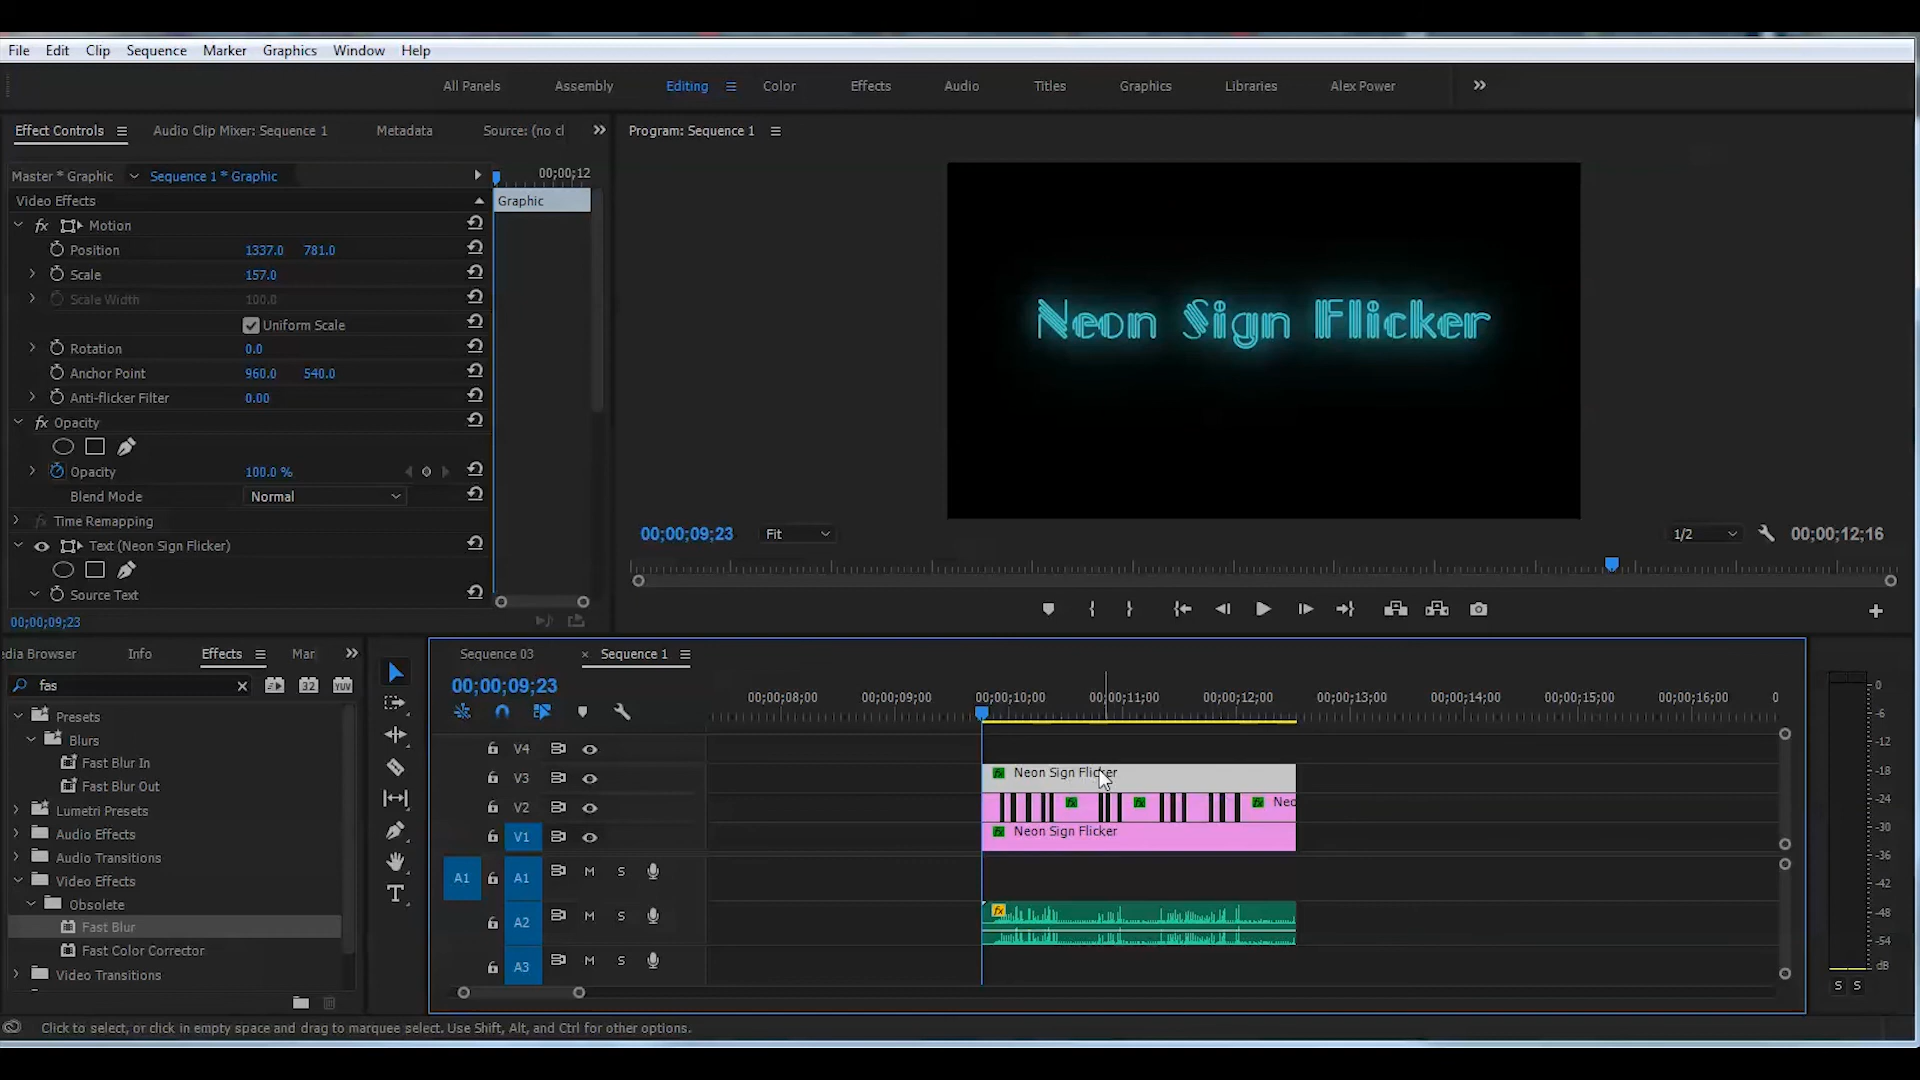 File Edit Clip Sequence Marker Graphics Window Help
All Panels Assembly Editing Color Effects Audio Titles Graphics Libraries Alex Power
Effect Controls Audio Clip Mixer: Sequence 1 Metadata Source: (no cl
Program: Sequence 1
Master * Graphic Sequence 1 * Graphic 00;00;12
Video Effects Graphic
fx Motion
Position 1337.0 781.0
Scale 157.0
Scale Width 100.0
Uniform Scale
Rotation 0.0
Anchor Point 960.0 540.0
Anti-flicker Filter 0.00
fx Opacity
Opacity 100.0 %
Blend Mode Normal
fx Time Remapping
Text (Neon Sign Flicker)
Source Text
00;00;09;23
Neon Sign Flicker
00;00;09;23 Fit 1/2 00;00;12;16
edia Browser Info Effects Mar
fas 32 YUV
Presets
Blurs
Fast Blur In
Fast Blur Out
Lumetri Presets
Audio Effects
Audio Transitions
Video Effects
Obsolete
Fast Blur
Fast Color Corrector
Video Transitions
Sequence 03 × Sequence 1
00;00;09;23
00;00;08;00 00;00;09;00 00;00;10;00 00;00;11;00 00;00;12;00 00;00;13;00 00;00;14;00 00;00;15;00 00;00;16;00 0
V4
V3 fx Neon Sign Flicker
V2 fx fx fx Neo
V1 fx Neon Sign Flicker
A1 A1 M S
A2 M S fx
A3 M S
0
-6
-12
-18
-24
-30
-36
-42
-48
-54
dB
S S
Click to select, or click in empty space and drag to marquee select. Use Shift, Alt, and Ctrl for other options.